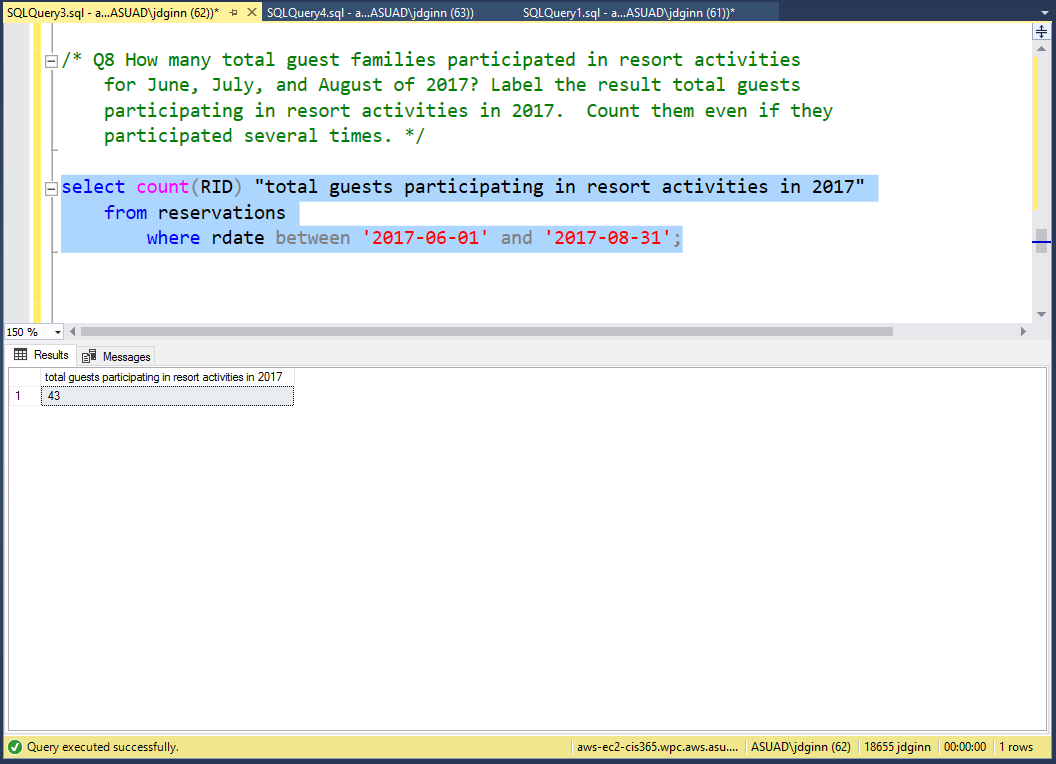 SQLQuery3.sql - a...ASUAD\jdginn (62))* SQLQuery4.sql - a...ASUAD\jdginn (63)) SQLQuery1.sql - a...ASUAD\jdginn (61))*
/* Q8 How many total guest families participated in resort activities
for June, July, and August of 2017? Label the result total guests
participating in resort activities in 2017.  Count them even if they
participated several times. */
select count(RID) "total guests participating in resort activities in 2017"
from reservations
where rdate between '2017-06-01' and '2017-08-31';
150 %
Results Messages
total guests participating in resort activities in 2017
1 43
Query executed successfully. aws-ec2-cis365.wpc.aws.asu.... ASUAD\jdginn (62) 18655 jdginn 00:00:00 1 rows